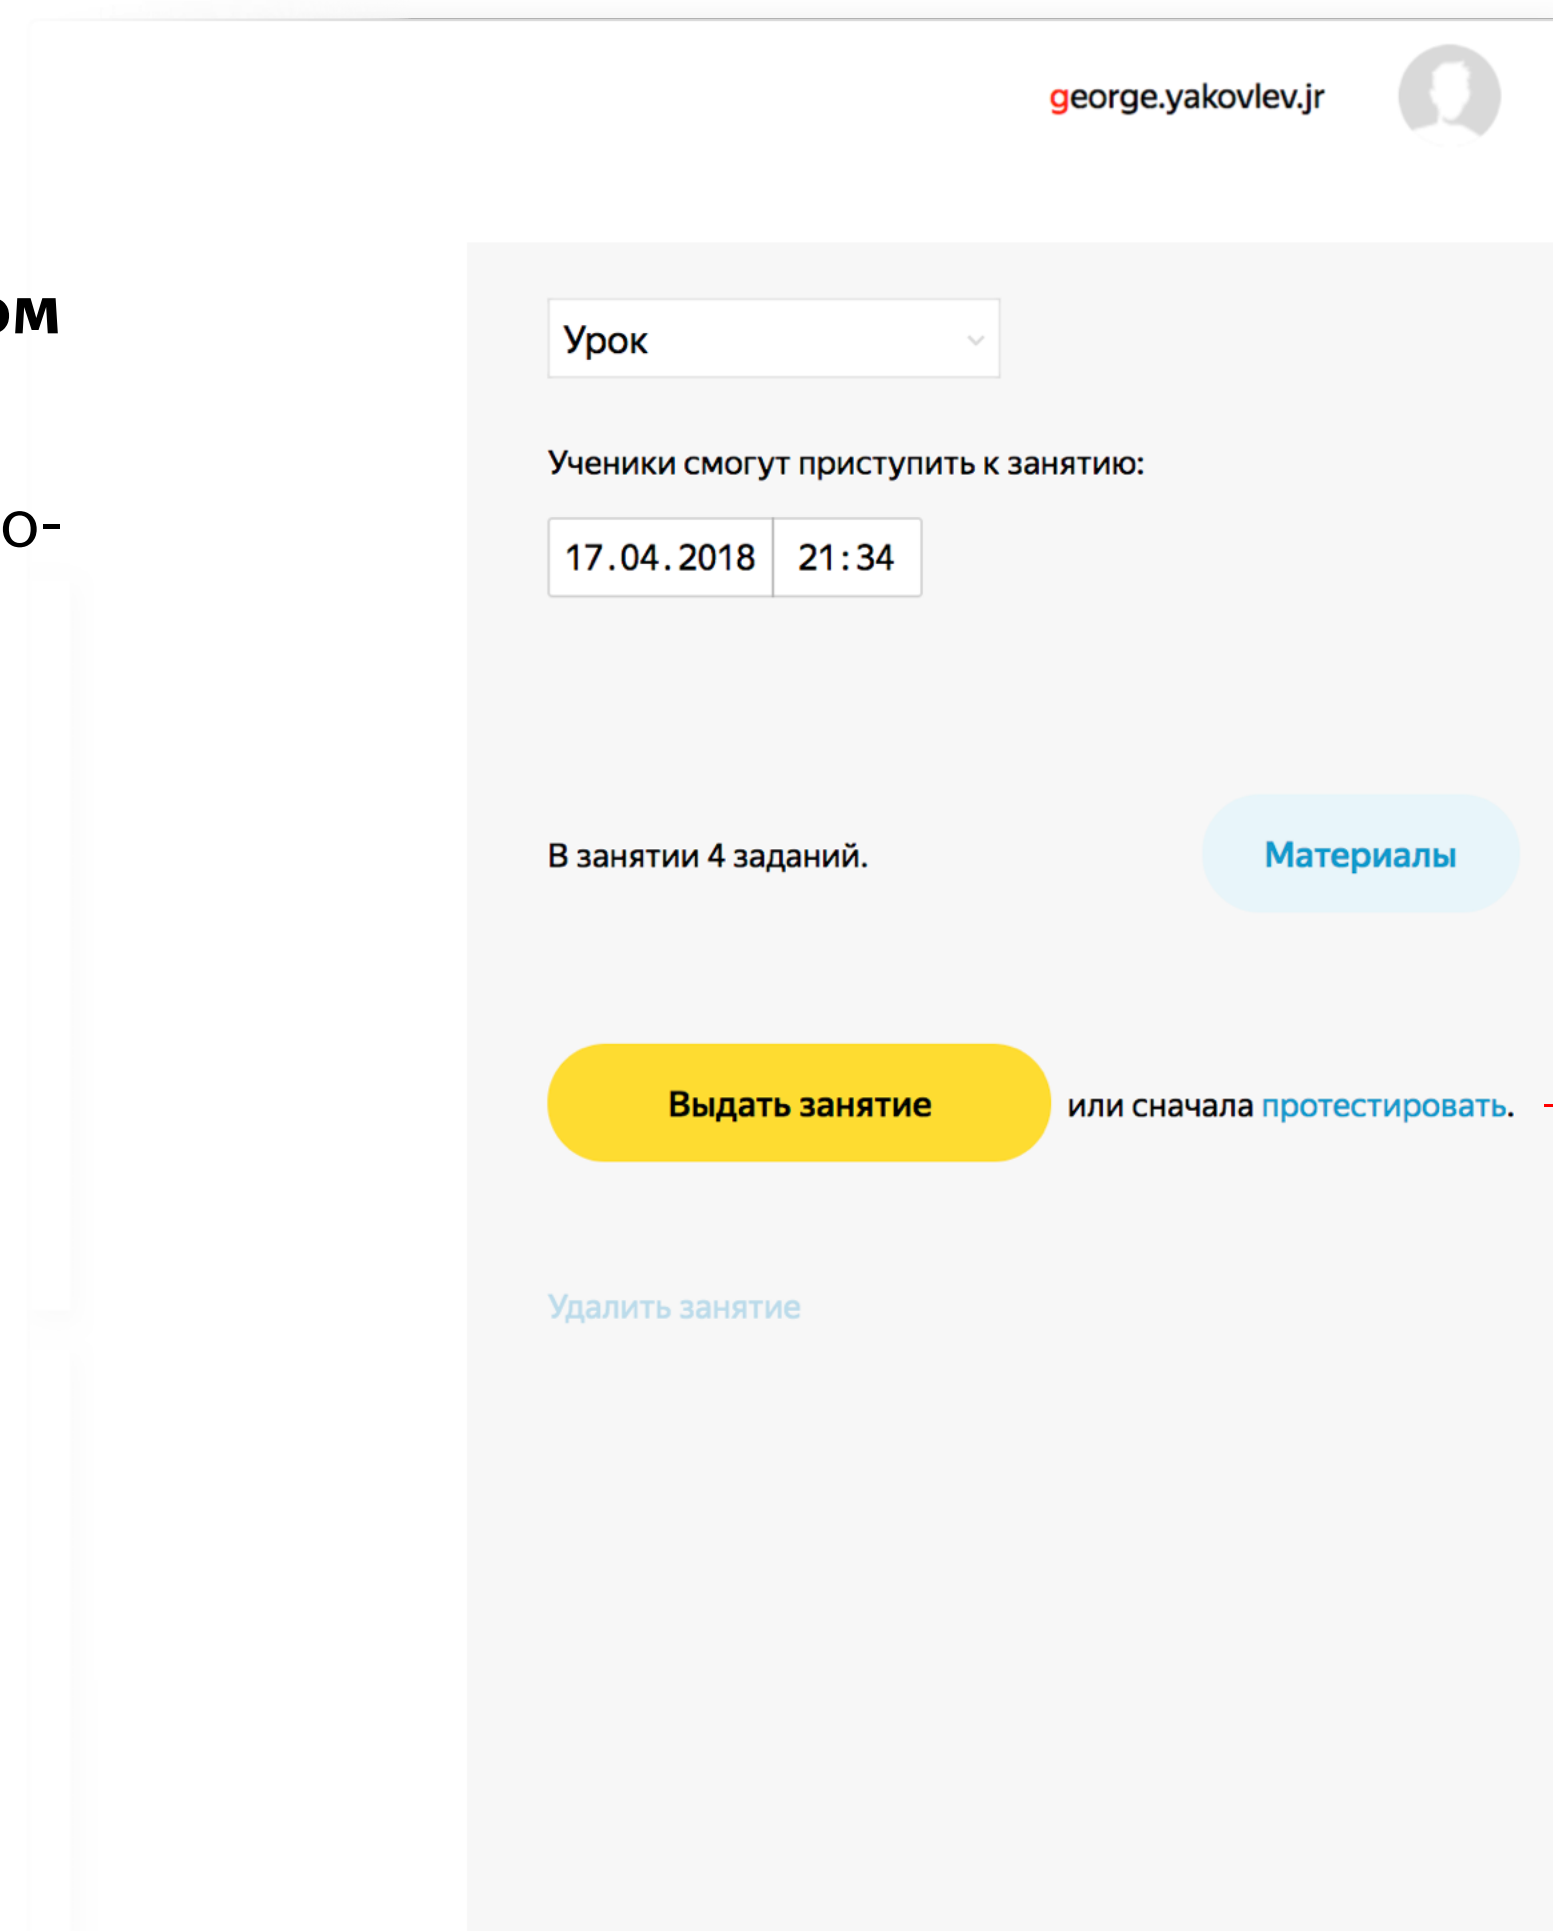 george.yakovlev.jr
ом
Урок
Ученики смогут приступить к занятию:
о-
17.04.2018 21:34
В занятии 4 заданий.
Материалы
Выдать занятие или сначала протестировать.
Удалить занятие